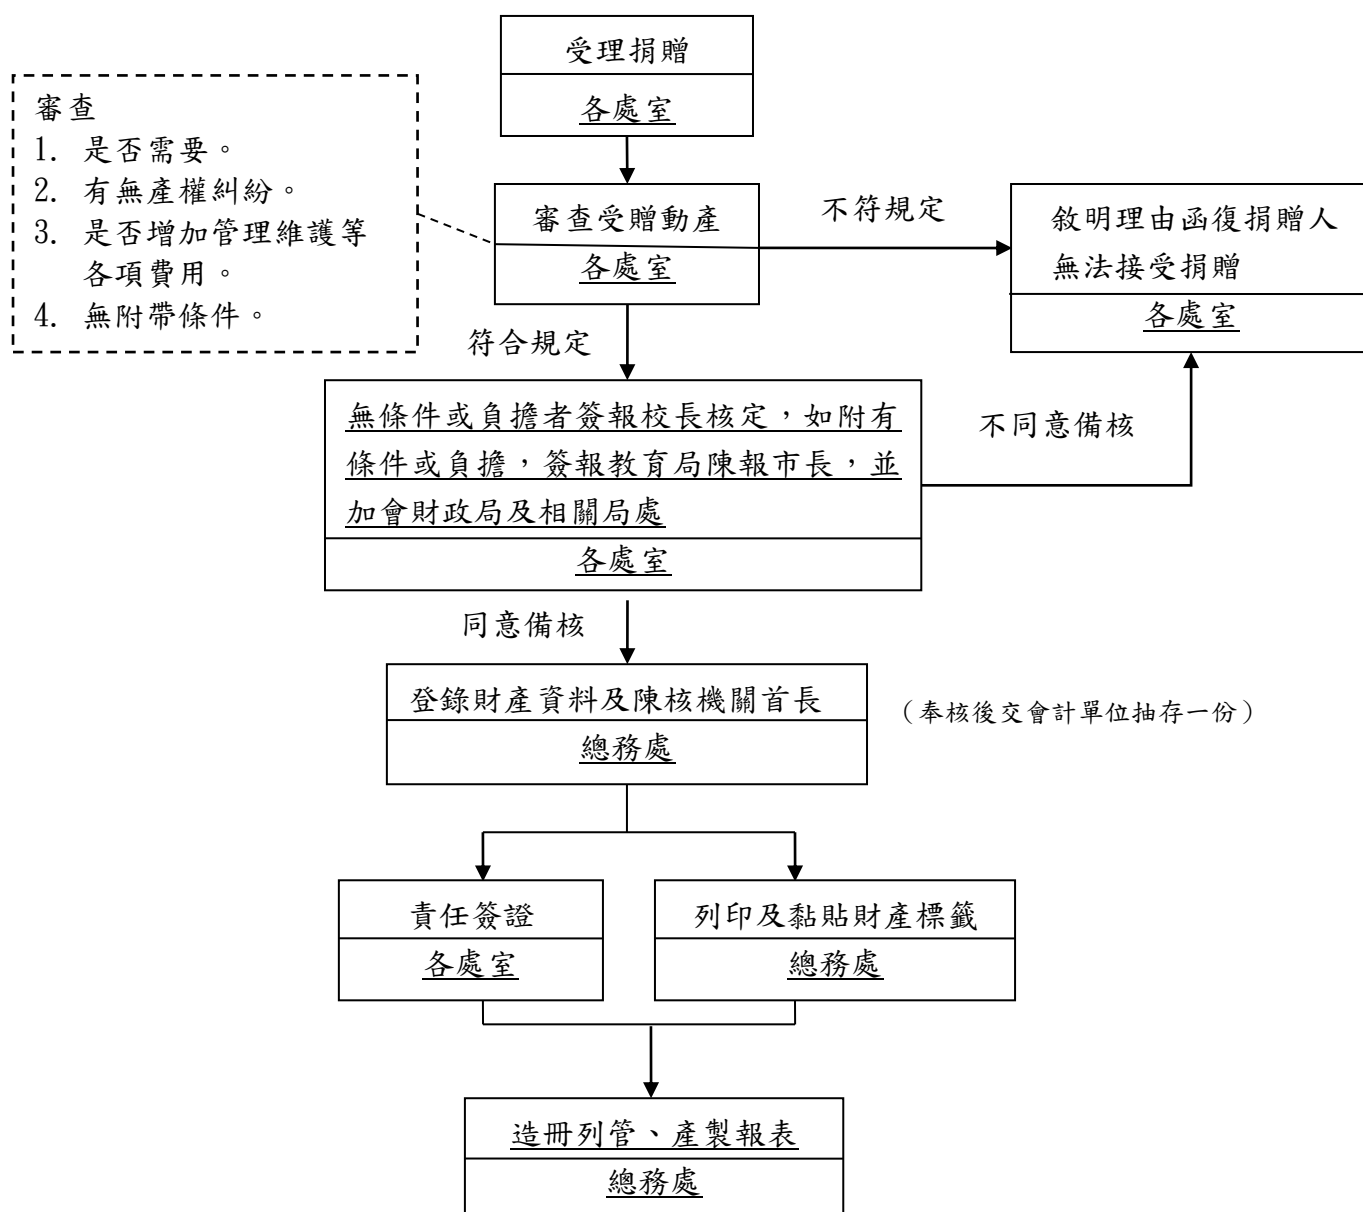 受理捐贈
各處室
審查
1. 是否需要。
2. 有無產權糾紛。
3. 是否增加管理維護等
各項費用。
4. 無附帶條件。
審查受贈動產
各處室
不符規定
敘明理由函復捐贈人
無法接受捐贈
各處室
符合規定
無條件或負擔者簽報校長核定，如附有
條件或負擔，簽報教育局陳報市長，並
加會財政局及相關局處
各處室
不同意備核
同意備核
登錄財產資料及陳核機關首長
總務處
（奉核後交會計單位抽存一份）
責任簽證
各處室
列印及黏貼財產標籤
總務處
造冊列管、產製報表
總務處